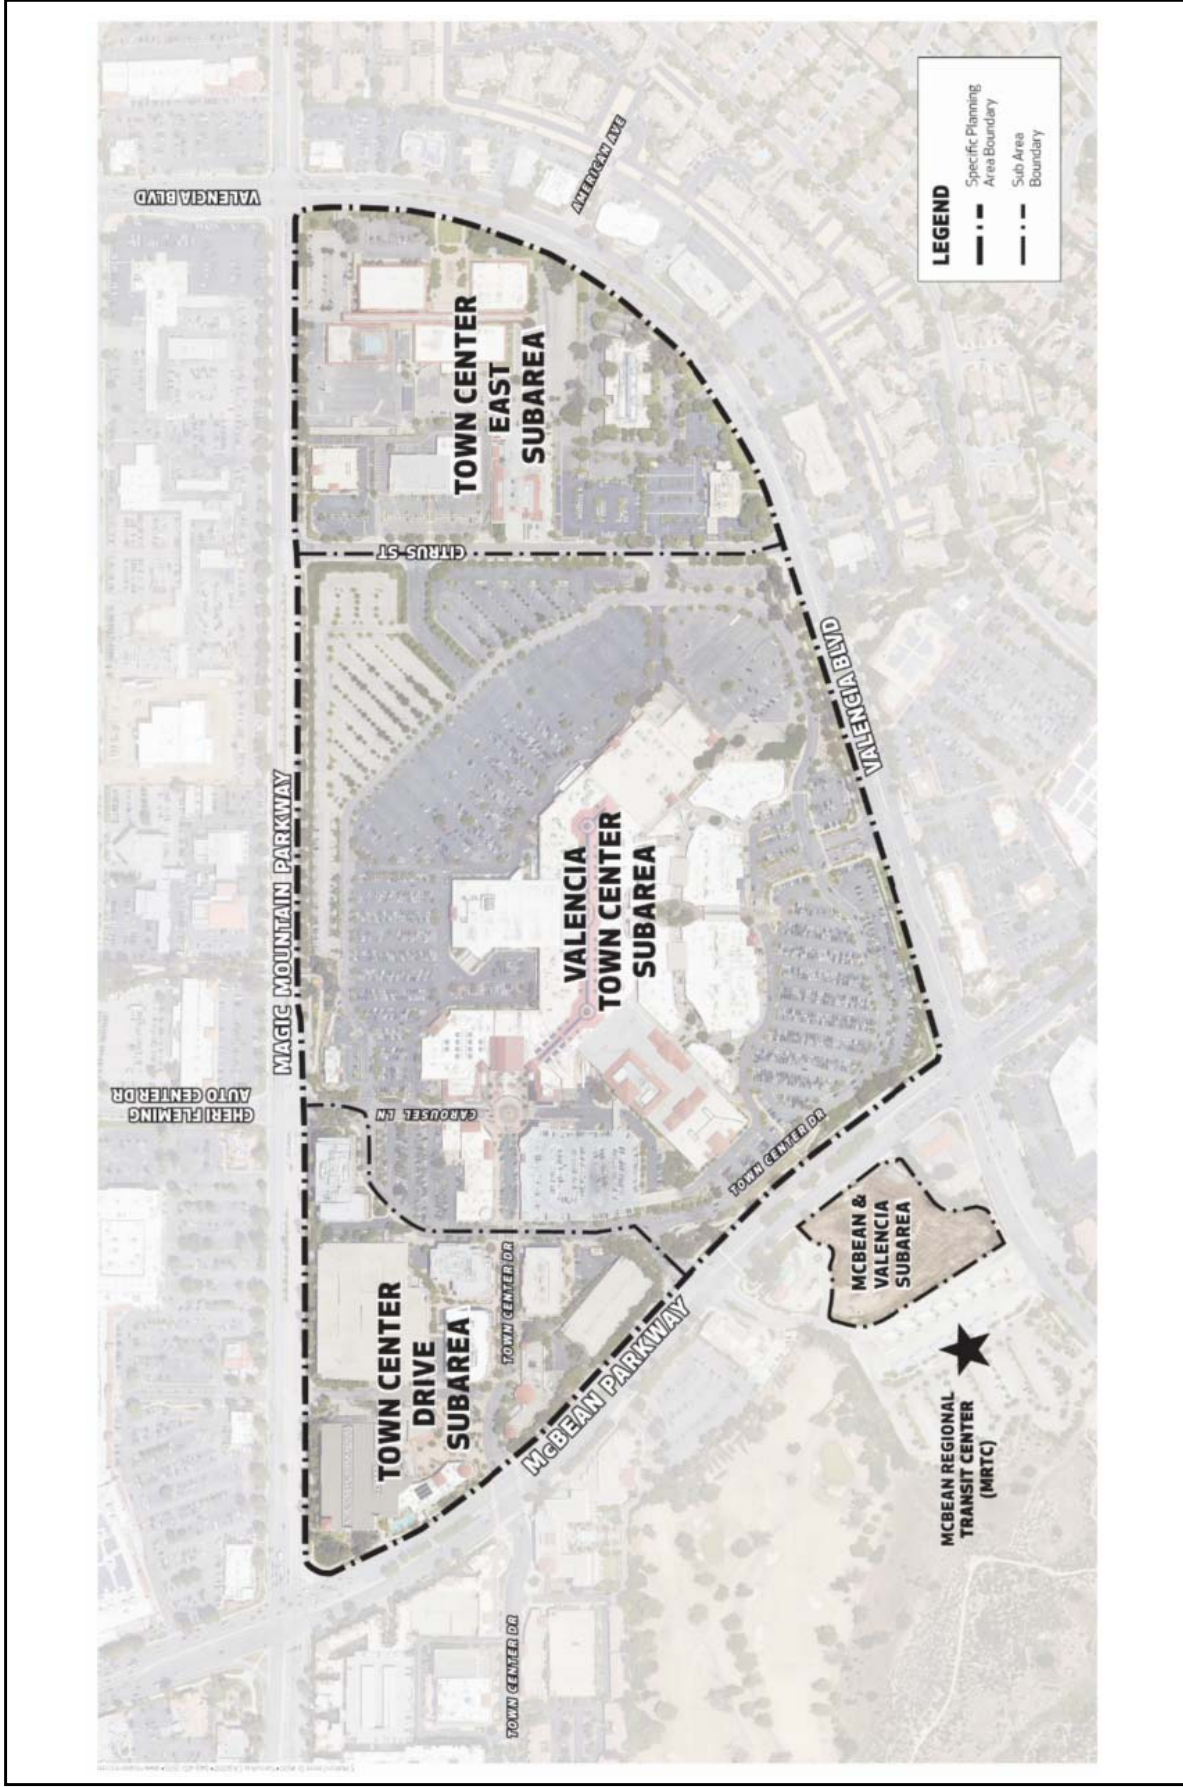 VALENCIA BLVD
AMERICAN AVE
LEGEND
Specific Planning
Area Boundary
Sub Area
Boundary
TOWN CENTER
EAST
SUBAREA
CITRUS ST
VALENCIA BLVD
MAGIC MOUNTAIN PARKWAY
VALENCIA
TOWN CENTER
SUBAREA
CHERI FLEMING
AUTO CENTER DR
CAROUSEL LN
TOWN CENTER DR
MCBEAN &
VALENCIA
SUBAREA
TOWN CENTER DR
TOWN CENTER
DRIVE
SUBAREA
McBEAN PARKWAY
MCBEAN REGIONAL
TRANSIT CENTER
(MRTC)
TOWN CENTER DR